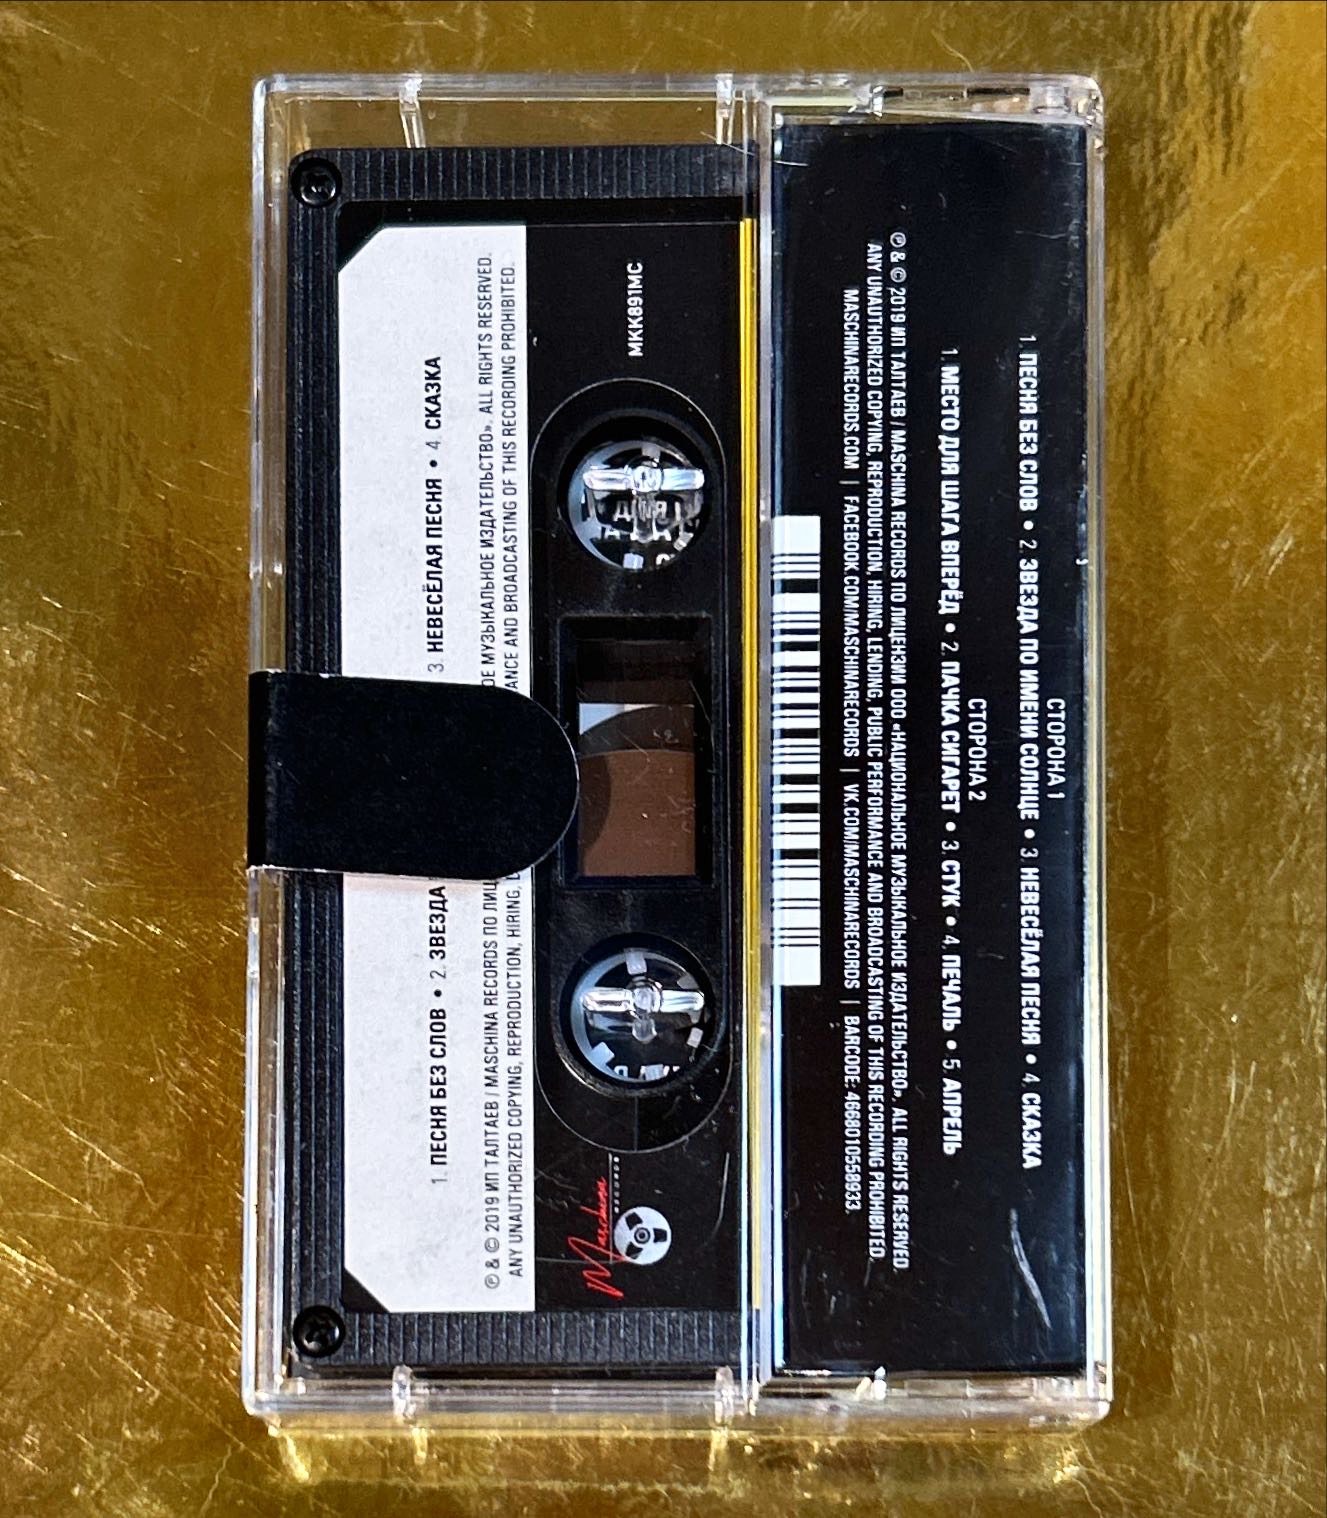 1. ПЕСНЯ БЕЗ СЛОВ • 2. ЗВЕЗДА
3. НЕВЕСЁЛАЯ ПЕСНЯ • 4. СКАЗКА
℗ & © 2019 ИП ТАЛТАЕВ / MASCHINA RECORDS ПО
МУЗЫКАЛЬНОЕ ИЗДАТЕЛЬСТВО». ALL RIGHTS RESERVED.
ANY UNAUTHORIZED COPYING, REPRODUCTION, HIRING,
AND BROADCASTING OF THIS RECORDING PROHIBITED.
Maschina
RECORDS
MKK891MC
СТОРОНА 1
1. ПЕСНЯ БЕЗ СЛОВ • 2. ЗВЕЗДА ПО ИМЕНИ СОЛНЦЕ • 3. НЕВЕСЁЛАЯ ПЕСНЯ • 4. СКАЗКА
СТОРОНА 2
1. МЕСТО ДЛЯ ШАГА ВПЕРЁД • 2. ПАЧКА СИГАРЕТ • 3. СТУК • 4. ПЕЧАЛЬ • 5. АПРЕЛЬ
℗ & © 2019 ИП ТАЛТАЕВ / MASCHINA RECORDS ПО ЛИЦЕНЗИИ ООО «НАЦИОНАЛЬНОЕ МУЗЫКАЛЬНОЕ ИЗДАТЕЛЬСТВО». ALL RIGHTS RESERVED.
ANY UNAUTHORIZED COPYING, REPRODUCTION, HIRING, LENDING, PUBLIC PERFORMANCE AND BROADCASTING OF THIS RECORDING PROHIBITED.
MASCHINARECORDS.COM | FACEBOOK.COM/MASCHINARECORDS | VK.COM/MASCHINARECORDS | BARCODE: 4668010558933.